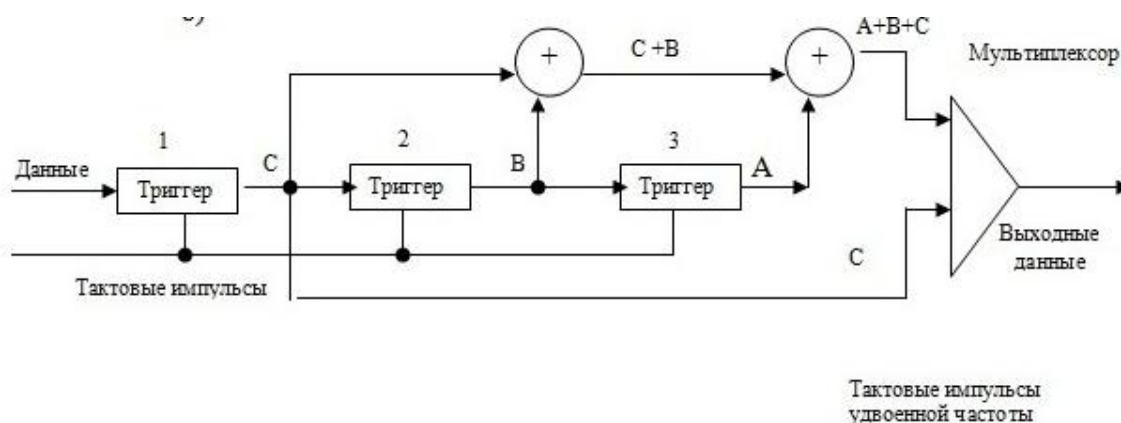 A+B+C
+
C +B
+
Мультиплексор
1
2
3
Данные
C
B
A
Триггер
Триггер
Триггер
Тактовые импульсы
C
Выходные
данные
Тактовые импульсы
удвоенной частоты